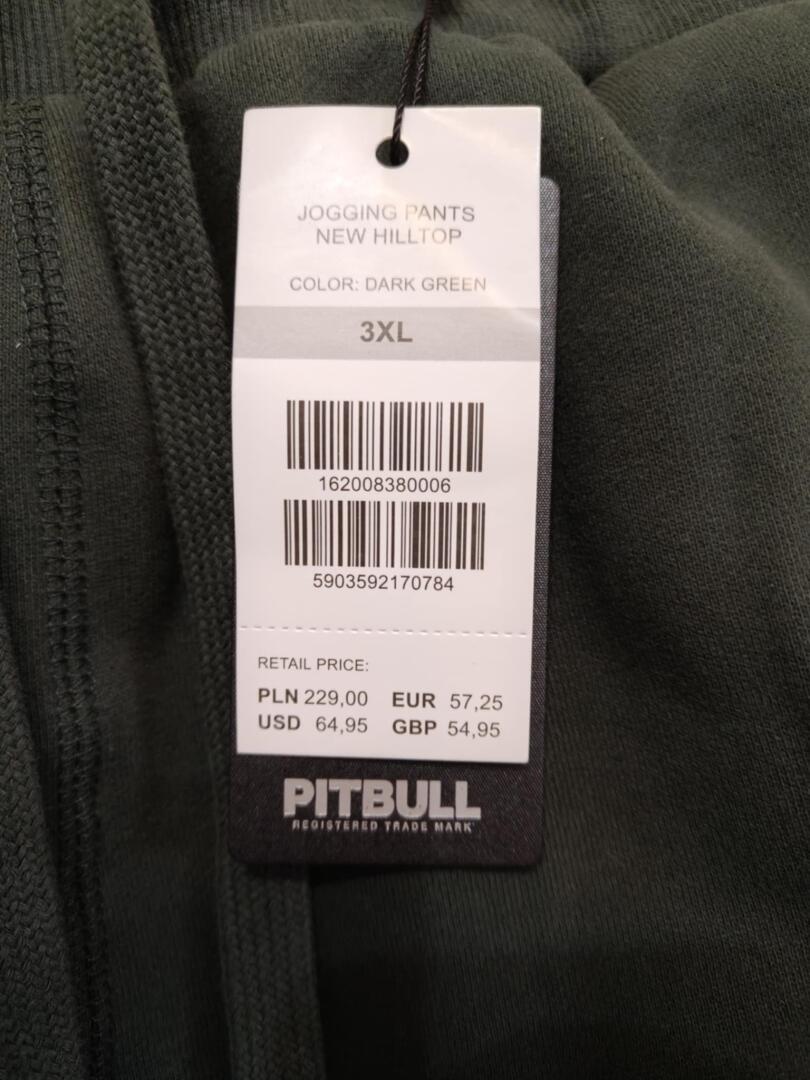 JOGGING PANTS
NEW HILLTOP
COLOR: DARK GREEN
3XL
162008380006
5903592170784
RETAIL PRICE:
PLN 229,00 EUR 57,25
USD 64,95 GBP 54,95
PITBULL
REGISTERED TRADE MARK